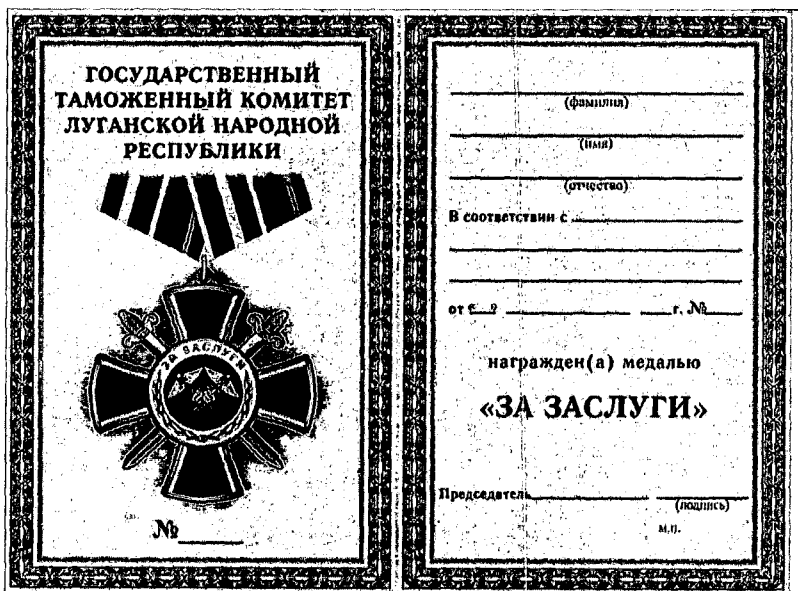 ГОСУДАРСТВЕННЫЙ
ТАМОЖЕННЫЙ КОМИТЕТ
ЛУГАНСКОЙ НАРОДНОЙ
РЕСПУБЛИКИ
ЗА ЗАСЛУГИ
№
(фамилия)
(имя)
(отчество)
В соответствии с
от « » г. №
награжден(а) медалью
«ЗА ЗАСЛУГИ»
Председатель
(подпись)
м.п.